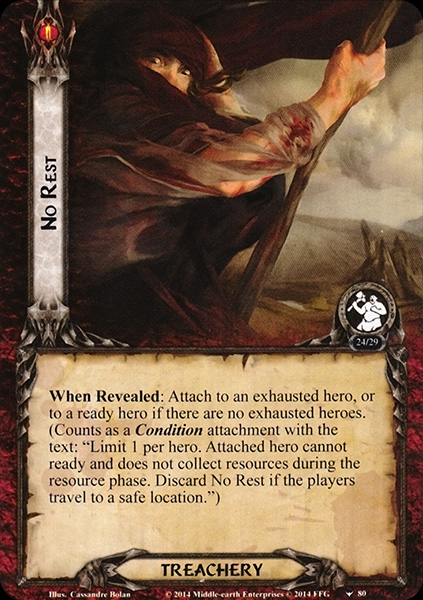 No Rest
24/29
When Revealed: Attach to an exhausted hero, or
to a ready hero if there are no exhausted heroes.
(Counts as a Condition attachment with the
text: “Limit 1 per hero. Attached hero cannot
ready and does not collect resources during the
resource phase. Discard No Rest if the players
travel to a safe location.”)
TREACHERY
Illus. Cassandre Bolan © 2014 Middle-earth Enterprises © 2014 FFG 80